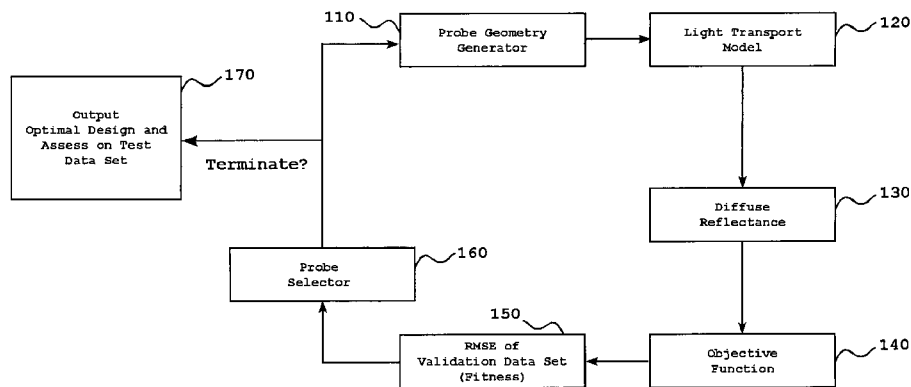 110
Probe Geometry
Generator
Light Transport
Model
120
170
Output
Optimal Design and
Assess on Test
Data Set
Terminate?
Diffuse
Reflectance
130
Probe
Selector
160
150
RMSE of
Validation Data Set
(Fitness)
Objective
Function
140